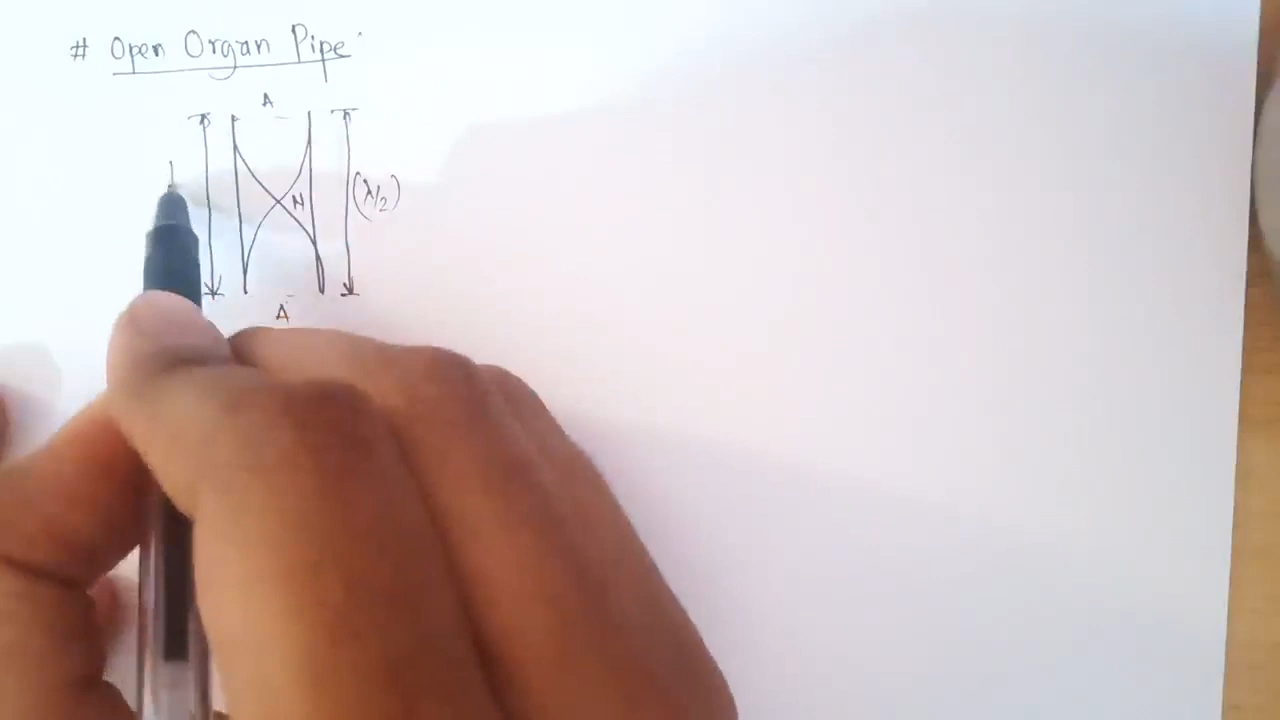 # Open Organ Pipe
A
N (λ/2)
A